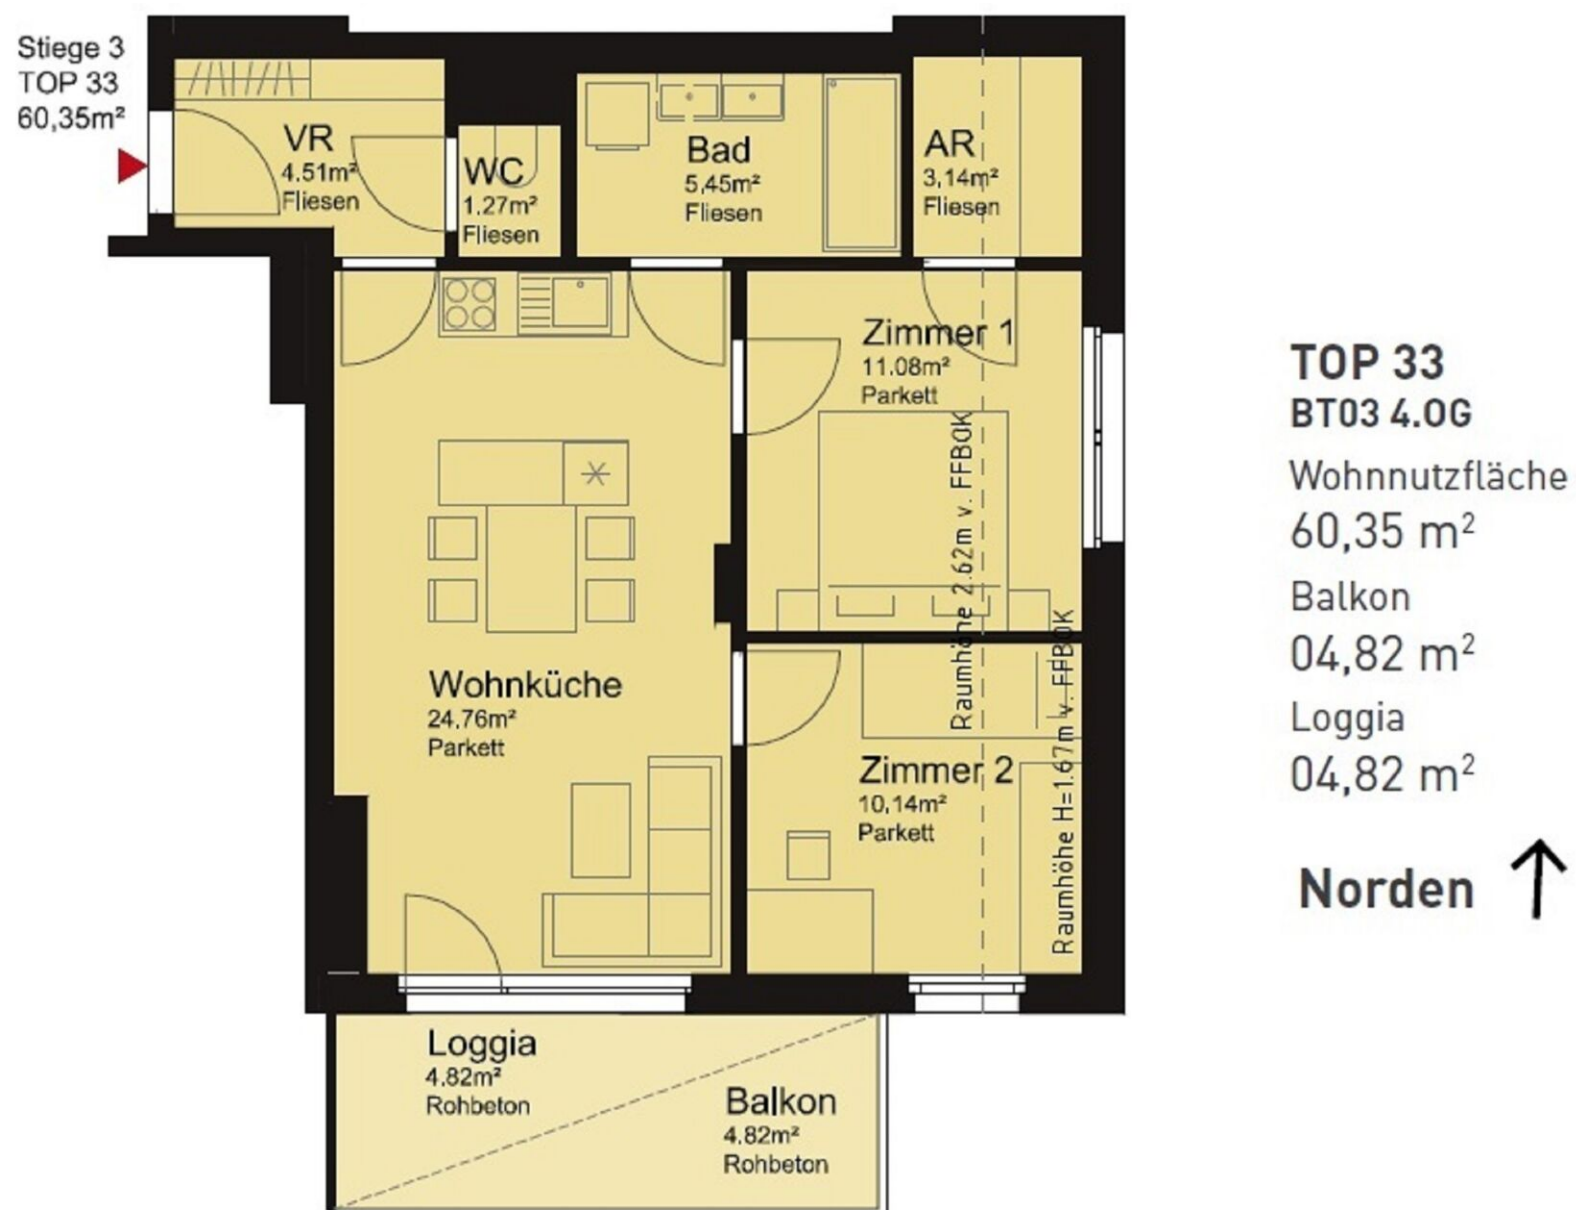 Stiege 3
TOP 33
60,35m²
VR
4.51m²
Fliesen
WC
1.27m²
Fliesen
Bad
5,45m²
Fliesen
AR
3,14m²
Fliesen
Zimmer 1
11.08m²
Parkett
Raumhöhe 2.62m v. FFBOK
Raumhöhe H=1.67m v. FFBOK
Wohnküche
24.76m²
Parkett
Zimmer 2
10,14m²
Parkett
Loggia
4.82m²
Rohbeton
Balkon
4.82m²
Rohbeton
TOP 33
BT03 4.OG
Wohnnutzfläche
60,35 m²
Balkon
04,82 m²
Loggia
04,82 m²
Norden